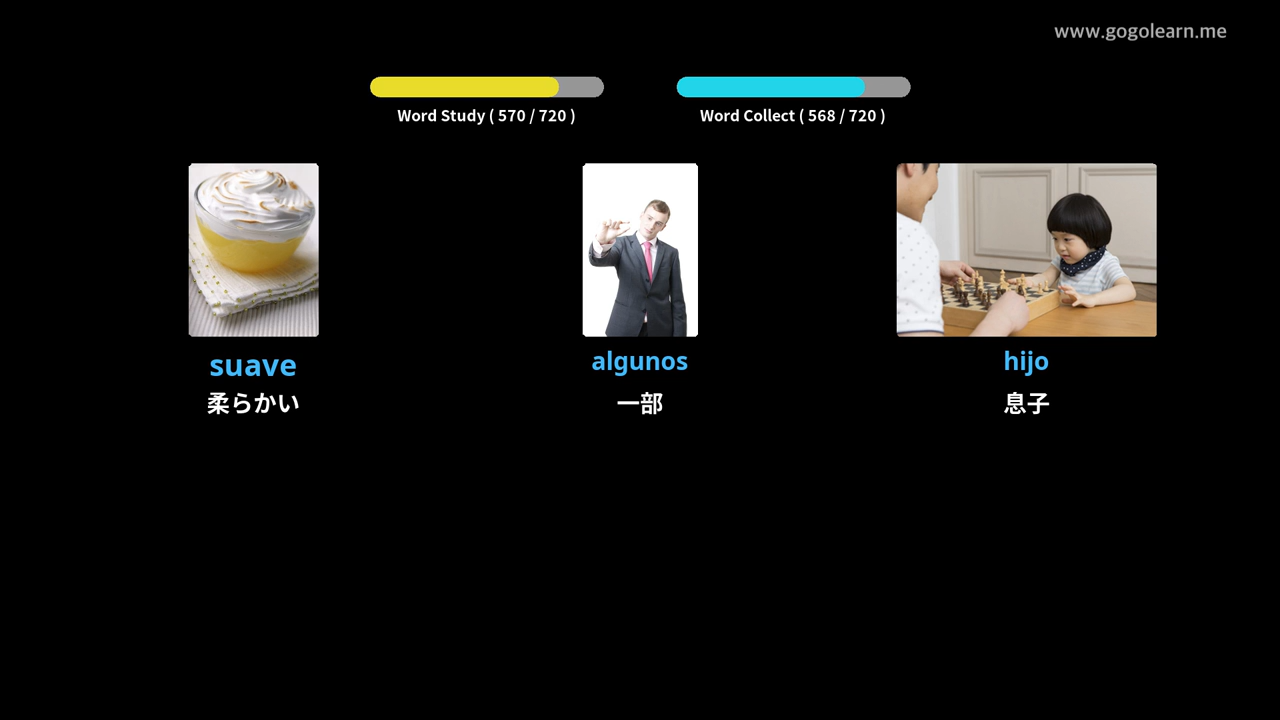 www.gogolearn.me
Word Study ( 570 / 720 )
Word Collect ( 568 / 720 )
suave
algunos
hijo
柔らかい
一部
息子